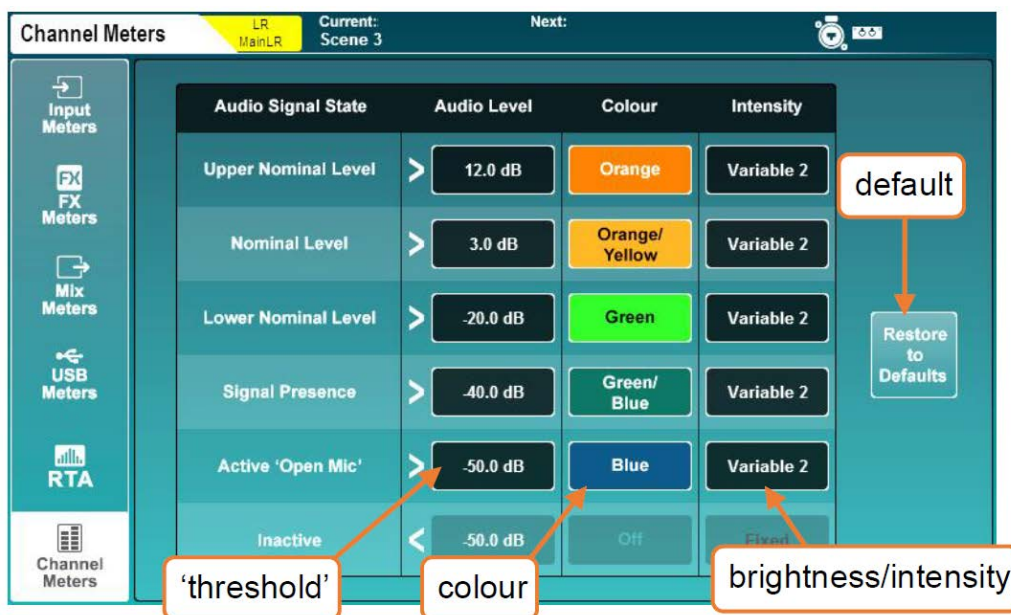 Channel Meters
LR
MainLR
Current:
Scene 3
Next:
Input
Meters
FX
FX
Meters
Mix
Meters
USB
Meters
RTA
Channel
Meters
Audio Signal State Audio Level Colour Intensity
Upper Nominal Level > 12.0 dB Orange Variable 2
Nominal Level > 3.0 dB Orange/
Yellow Variable 2
Lower Nominal Level > -20.0 dB Green Variable 2
Signal Presence > -40.0 dB Green/
Blue Variable 2
Active ‘Open Mic’ > -50.0 dB Blue Variable 2
Inactive < -50.0 dB Off Fixed
default
Restore
to
Defaults
‘threshold’
colour
brightness/intensity